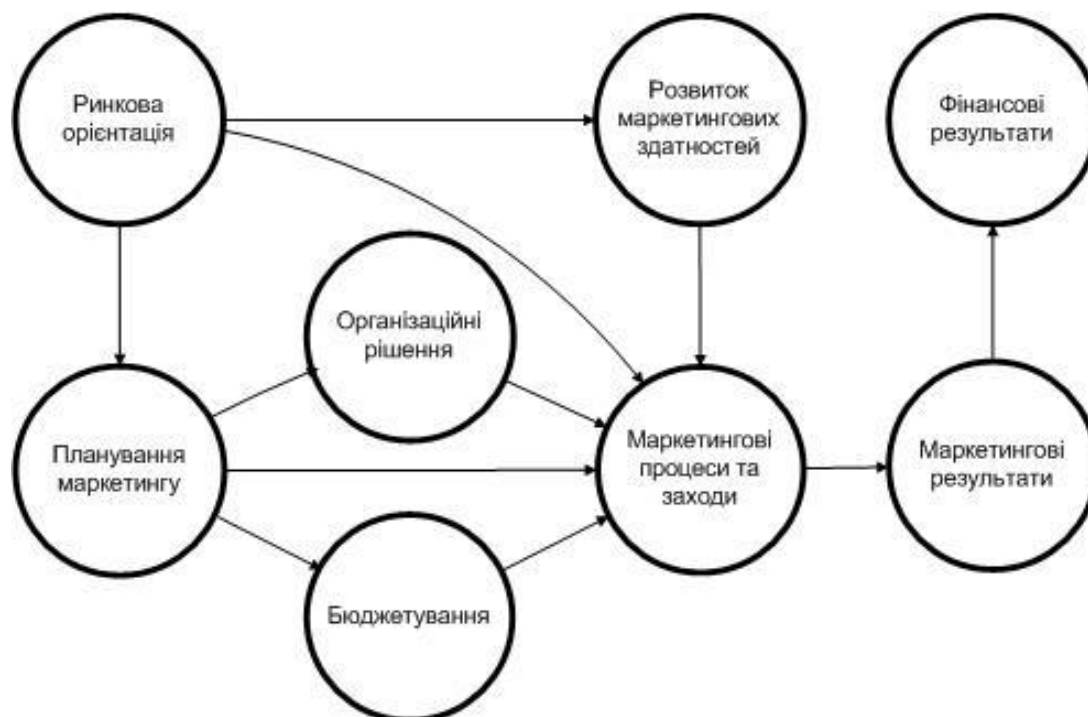 Ринкова
орієнтація
Розвиток
маркетингових
здатностей
Фінансові
результати
Організаційні
рішення
Планування
маркетингу
Маркетингові
процеси та
заходи
Маркетингові
результати
Бюджетування